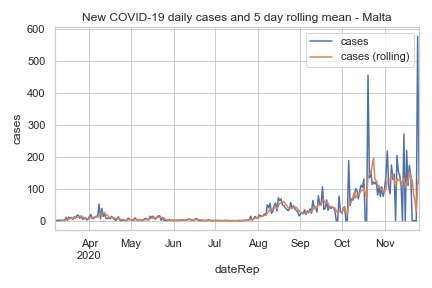 New COVID-19 daily cases and 5 day rolling mean - Malta
cases
cases (rolling)
600
500
400
300
200
100
0
cases
Apr May Jun Jul Aug Sep Oct Nov
2020
dateRep